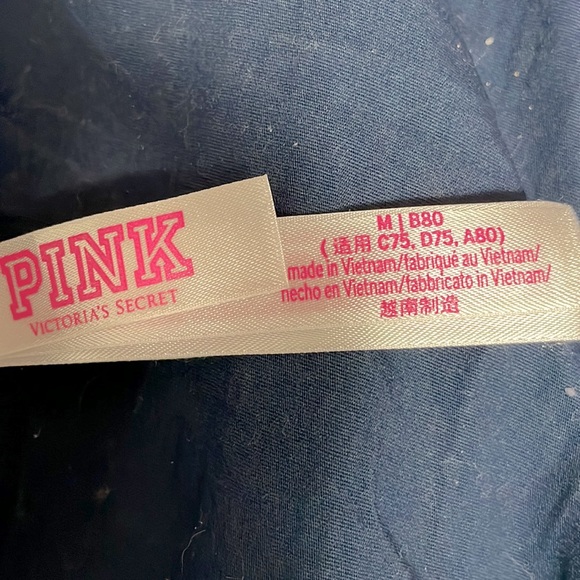 PINK
VICTORIA'S SECRET
M | B80
(适用 C75, D75, A80)
made in Vietnam/fabriqué au Vietnam/
hecho en Vietnam/fabbricato in Vietnam/
越南制造